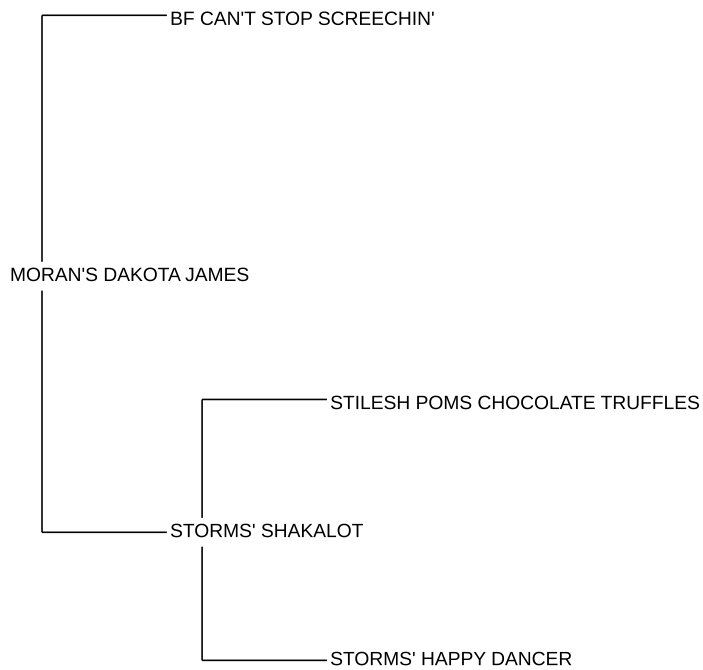 BF CAN'T STOP SCREECHIN'
MORAN'S DAKOTA JAMES
STILESH POMS CHOCOLATE TRUFFLES
STORMS' SHAKALOT
STORMS' HAPPY DANCER